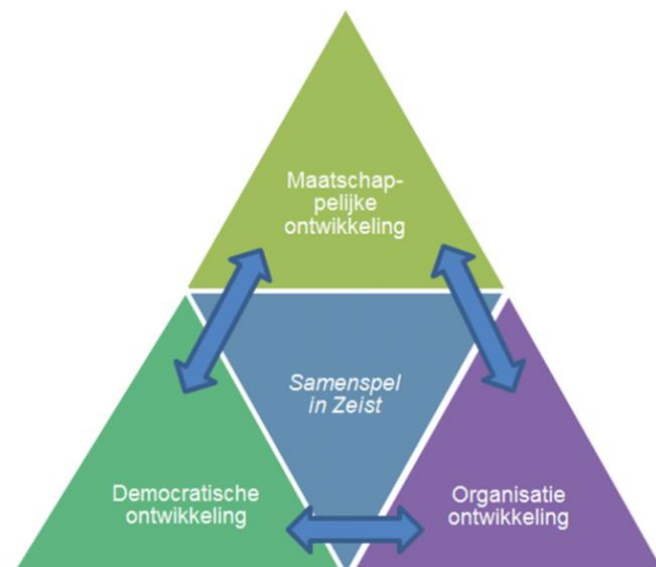 Maatschap-
pelijke
ontwikkeling
Samenspel
in Zeist
Democratische
ontwikkeling
Organisatie
ontwikkeling